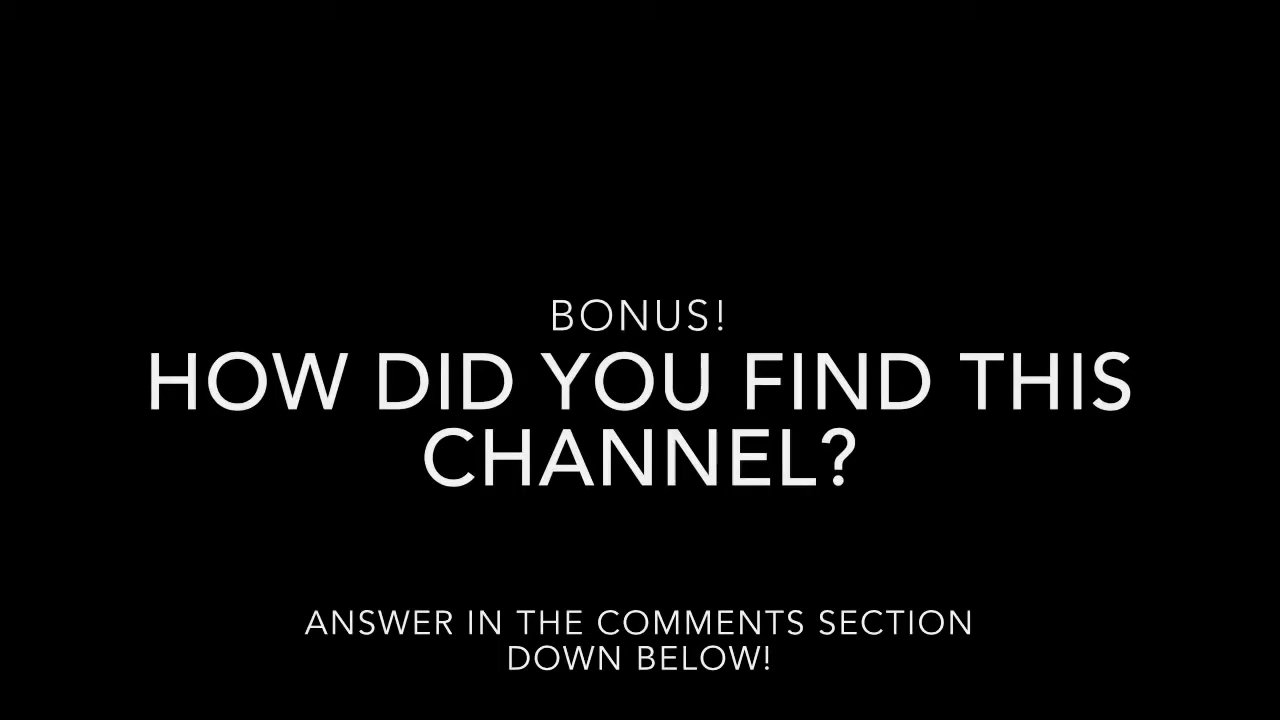 BONUS!
HOW DID YOU FIND THIS
CHANNEL?
ANSWER IN THE COMMENTS SECTION
DOWN BELOW!